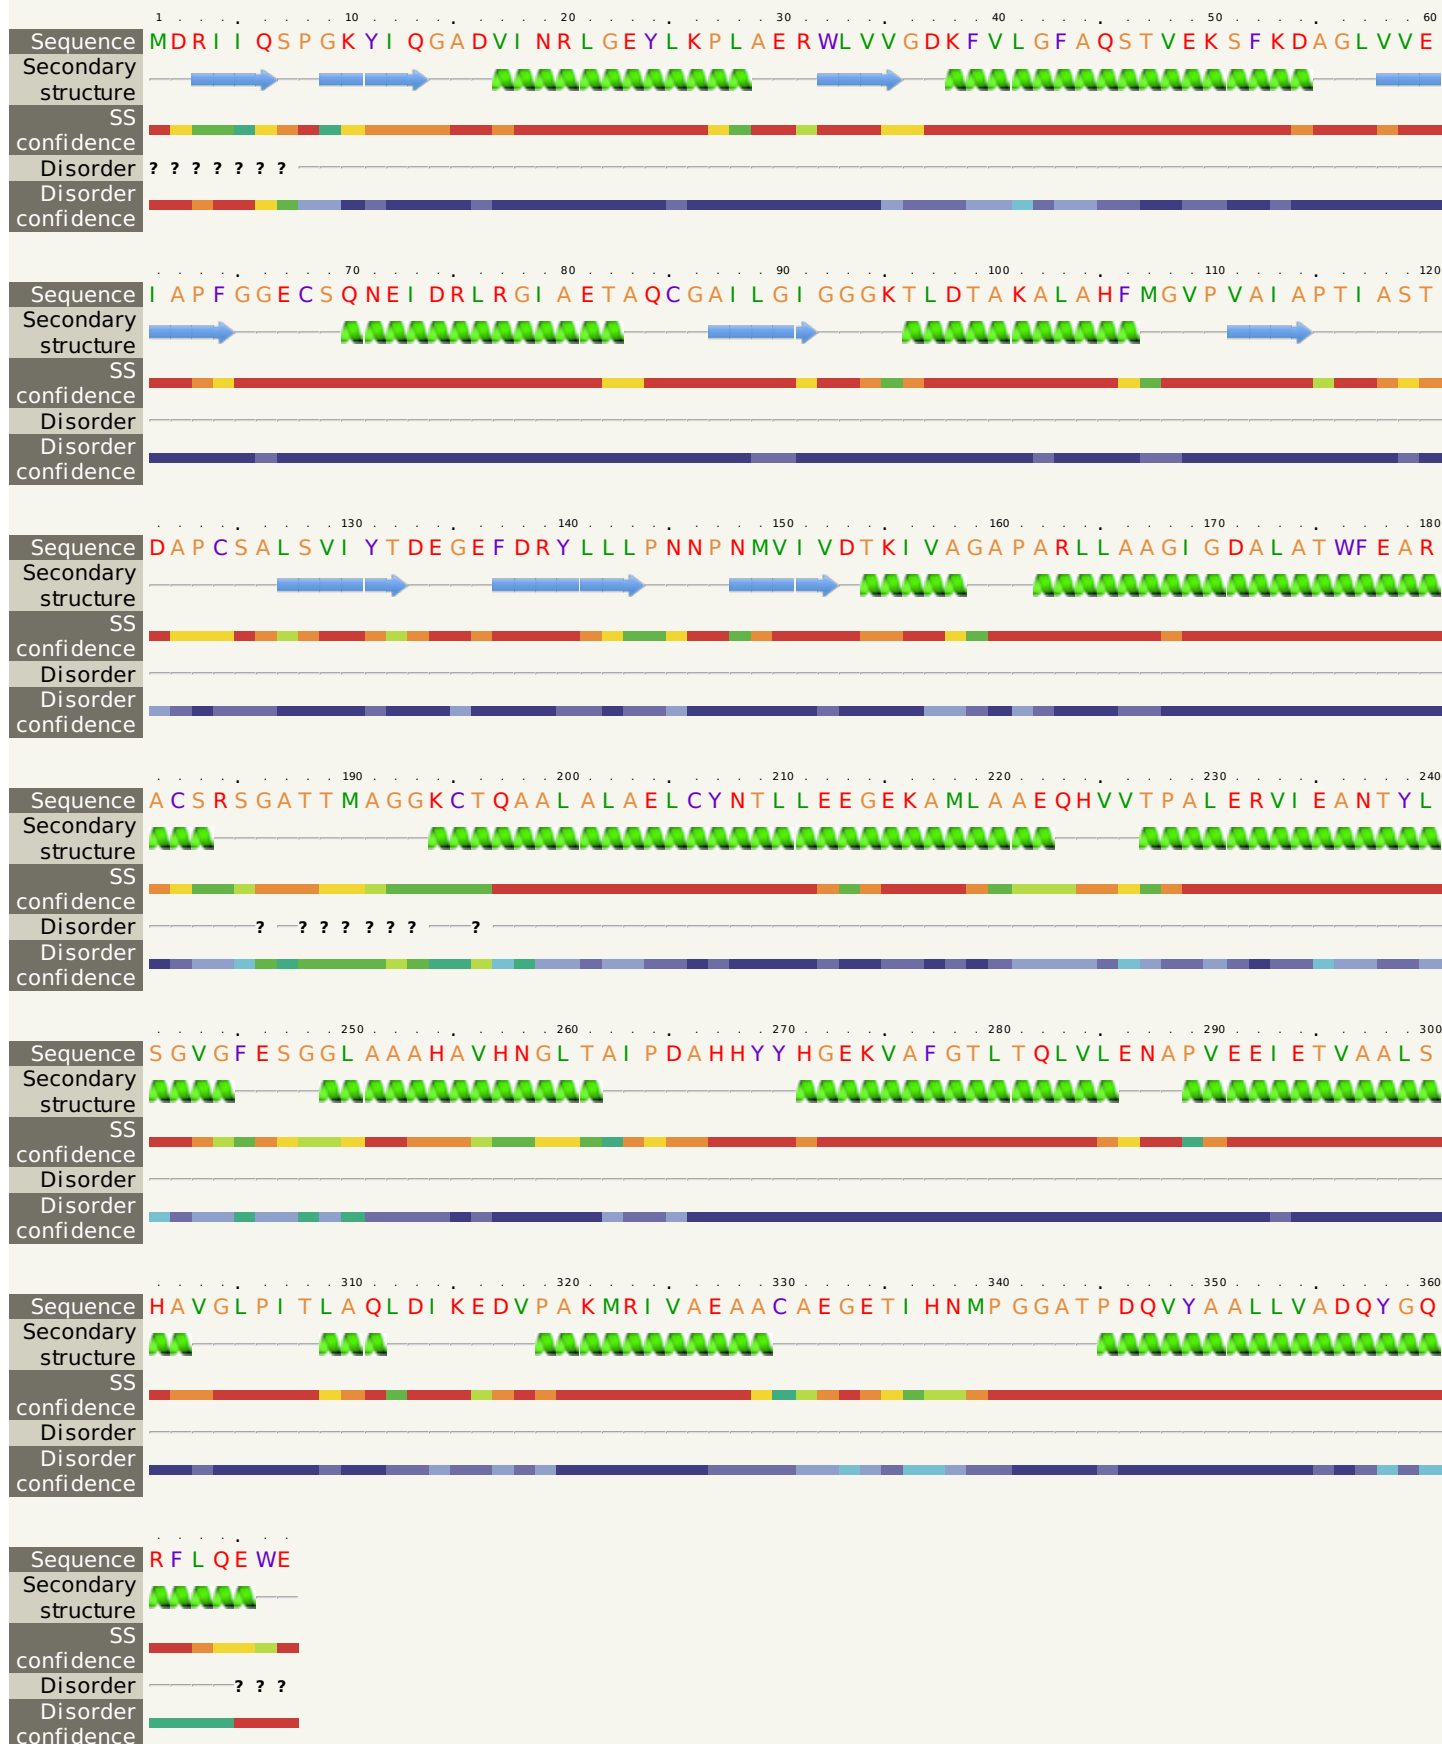 1 10 20 30 40 50 60
Sequence MDRIIQSPGKYIQGADVINRLGEYLKPLAERWLVVGDKFVLGFAQSTVEKSFKDAGLVVE
Secondary
structure
SS
confidence
Disorder ? ? ? ? ? ? ?
Disorder
confidence
70 80 90 100 110 120
Sequence IAPFGGECSQNEIDRLRGIAETAQCGAILGIGGGKTLDTAKALAHFMGVPVAIAPTIAST
Secondary
structure
SS
confidence
Disorder
Disorder
confidence
130 140 150 160 170 180
Sequence DAPCSALSVIYTDEGEFDRYLLLPNNPNMVIVDTKIVAGAPARLLAAGIGDALATWFEAR
Secondary
structure
SS
confidence
Disorder
Disorder
confidence
190 200 210 220 230 240
Sequence ACSRSGATTMAGGKCTQAALALAELCYNTLLEEGEKAMLAAEQHVVTPALERVIEANTYL
Secondary
structure
SS
confidence
Disorder ? ? ? ? ? ? ? ?
Disorder
confidence
250 260 270 280 290 300
Sequence SGVGFESGGLAAAHAVHNGLTAIPDAHHYYHGEKVAFGTLTQLVLENAPVEEIETVAALS
Secondary
structure
SS
confidence
Disorder
Disorder
confidence
310 320 330 340 350 360
Sequence HAVGLPITLAQLDIKEDVPAKMRIVAEAACAEGETIHNMPGGATPDQVYAALLVADQYGQ
Secondary
structure
SS
confidence
Disorder
Disorder
confidence
Sequence RFLQEWE
Secondary
structure
SS
confidence
Disorder ? ? ?
Disorder
confidence